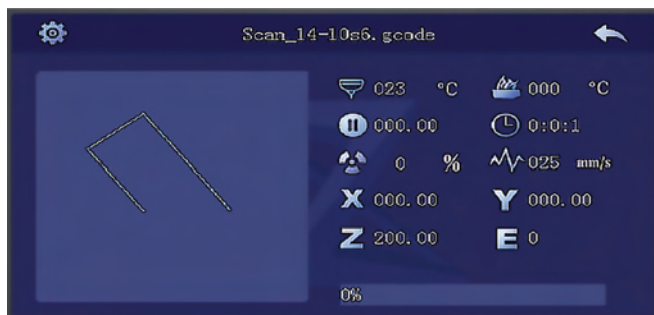 Scan_14-10s6.gcode
023 °C 000 °C
000.00 0:0:1
0 % 025 mm/s
X 000.00 Y 000.00
Z 200.00 E 0
0%